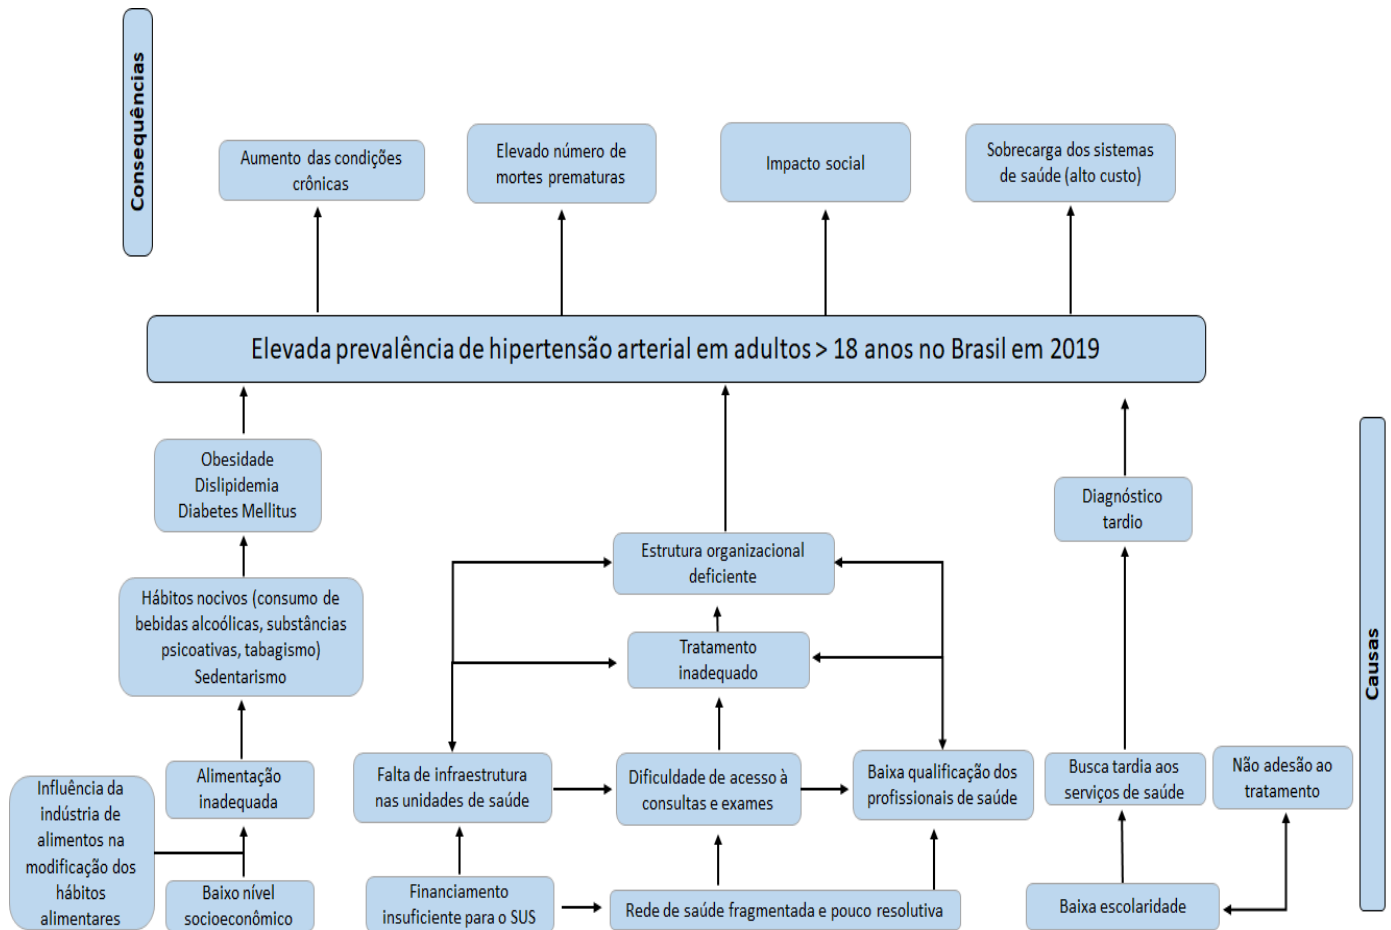 Consequências
Aumento das condições
crônicas
Elevado número de
mortes prematuras
Impacto social
Sobrecarga dos sistemas
de saúde (alto custo)
Elevada prevalência de hipertensão arterial em adultos > 18 anos no Brasil em 2019
Obesidade
Dislipidemia
Diabetes Mellitus
Diagnóstico
tardio
Estrutura organizacional
deficiente
Hábitos nocivos (consumo de
bebidas alcoólicas, substâncias
psicoativas, tabagismo)
Sedentarismo
Tratamento
inadequado
Causas
Influência da
indústria de
alimentos na
modificação dos
hábitos
alimentares
Alimentação
inadequada
Falta de infraestrutura
nas unidades de saúde
Dificuldade de acesso à
consultas e exames
Baixa qualificação dos
profissionais de saúde
Busca tardia aos
serviços de saúde
Não adesão ao
tratamento
Baixo nível
socioeconômico
Financiamento
insuficiente para o SUS
Rede de saúde fragmentada e pouco resolutiva
Baixa escolaridade